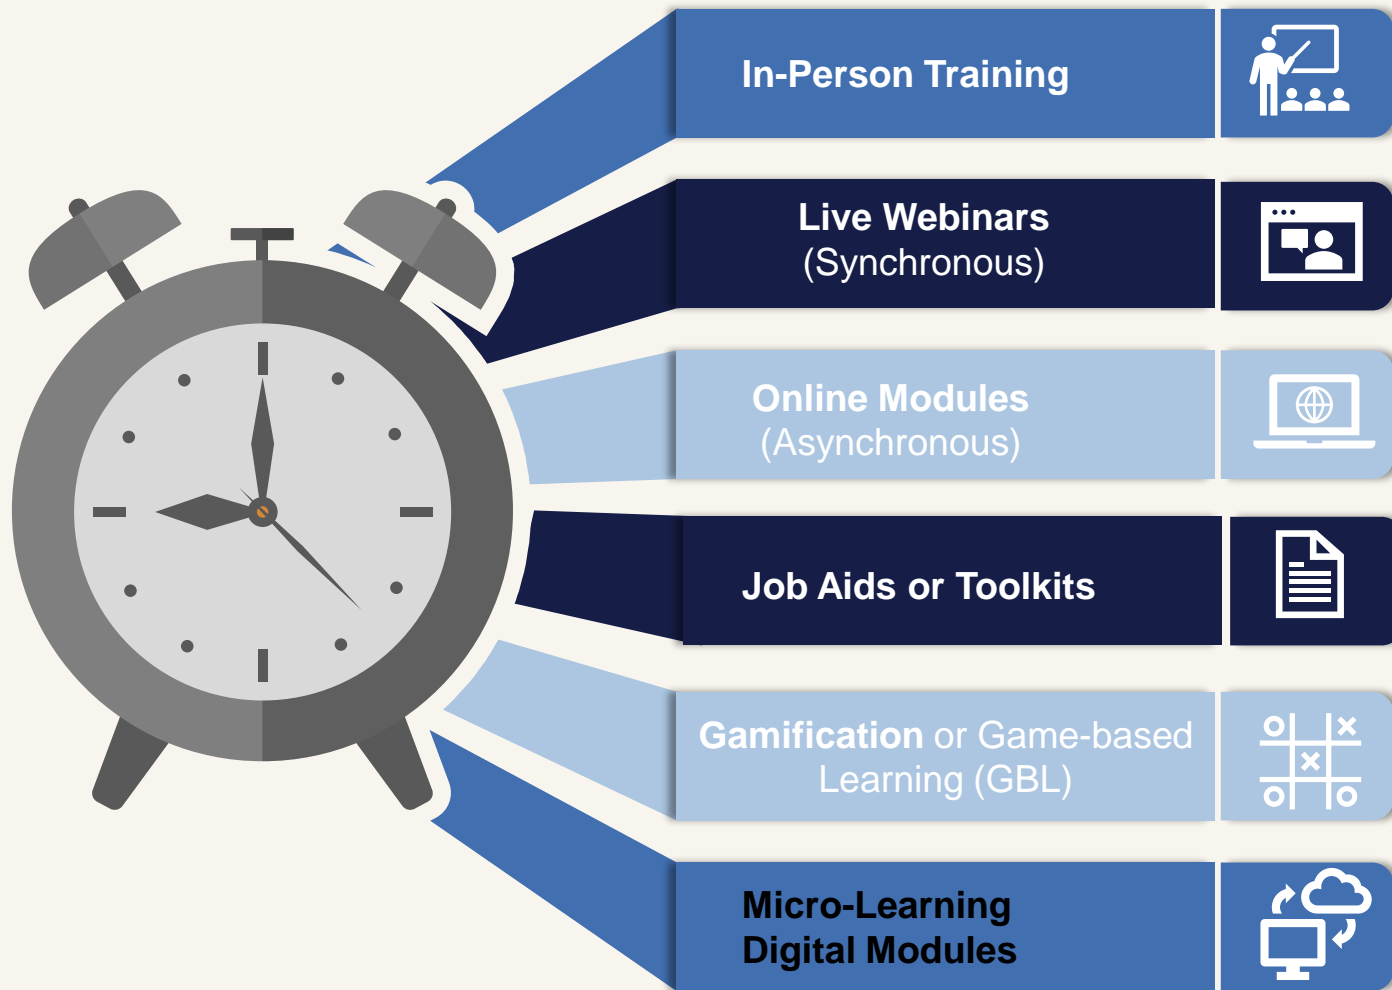 In-Person Training
Live Webinars
(Synchronous)
Online Modules
(Asynchronous)
Job Aids or Toolkits
Gamification or Game-based
Learning (GBL)
Micro-Learning
Digital Modules